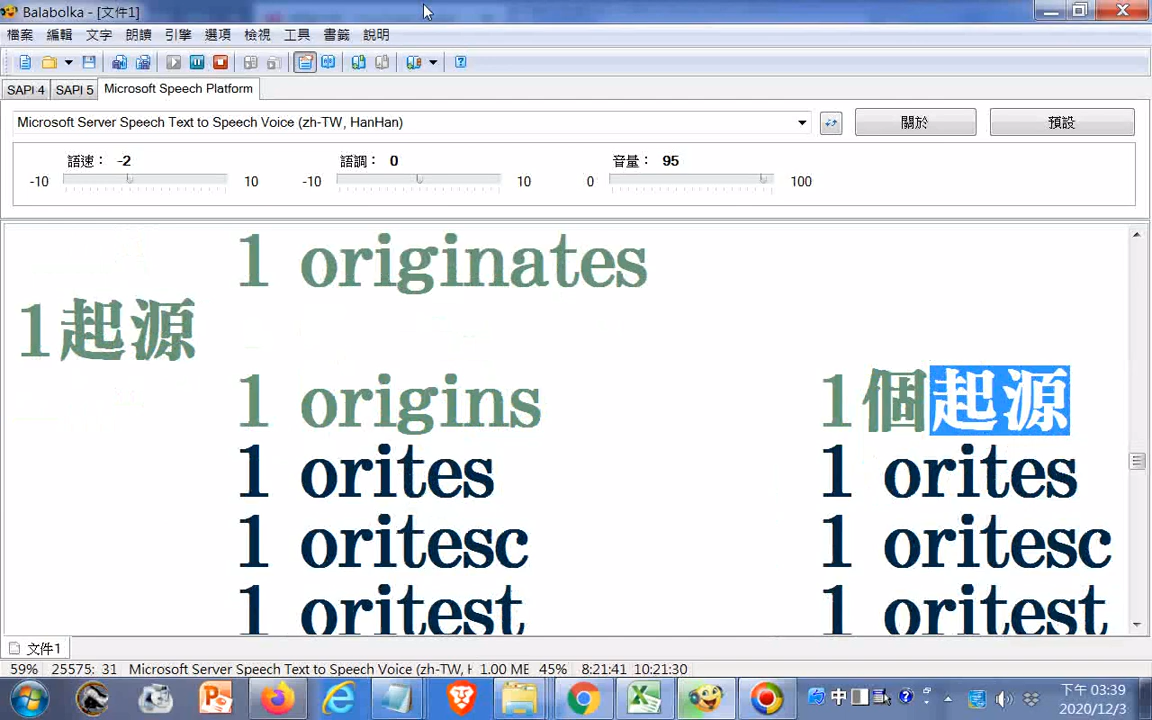 Balabolka - [文件1]
檔案 編輯 文字 朗讀 引擎 選項 檢視 工具 書籤 說明
SAPI 4 SAPI 5 Microsoft Speech Platform
Microsoft Server Speech Text to Speech Voice (zh-TW, HanHan) 關於 預設
語速： -2 語調： 0 音量： 95
-10 10 -10 10 0 100
1 originates
1起源
1 origins 1個起源
1 orites 1 orites
1 oritesc 1 oritesc
1 oritest 1 oritest
文件1
59% 25575: 31 Microsoft Server Speech Text to Speech Voice (zh-TW, 1.00 ME 45% 8:21:41 10:21:30
中 下午 03:39
2020/12/3